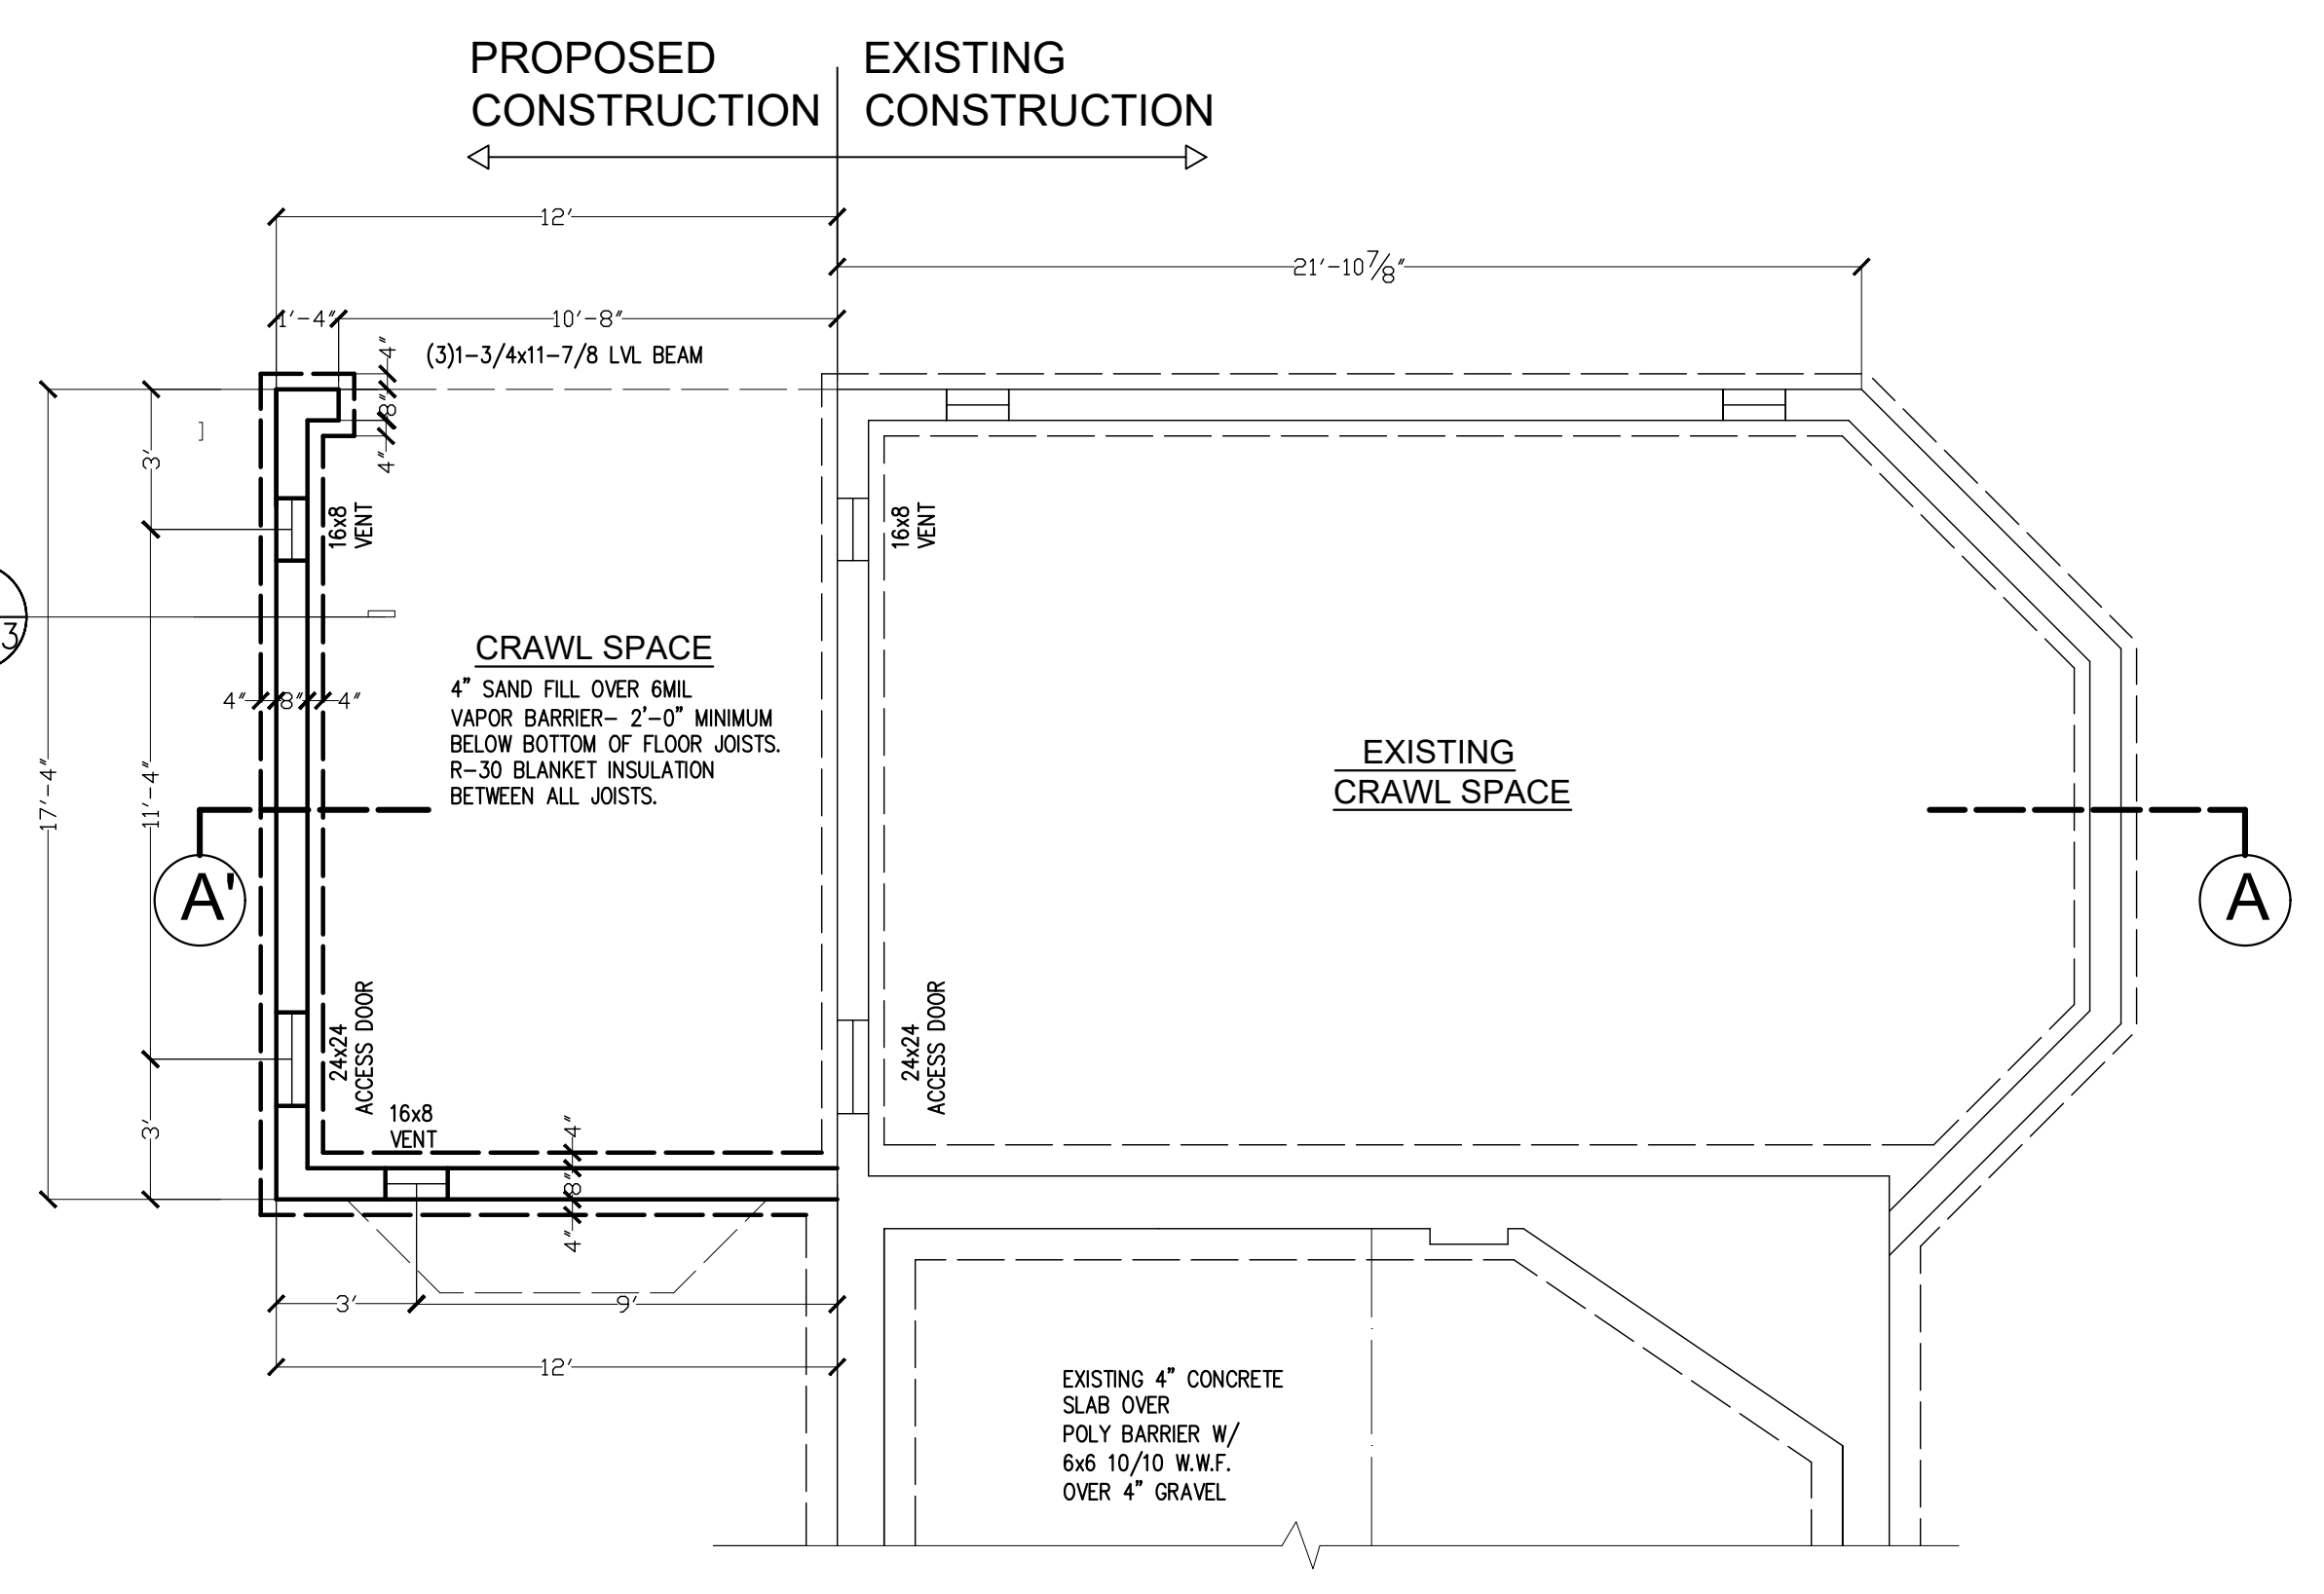 PROPOSED
CONSTRUCTION
EXISTING
CONSTRUCTION
12'
21'-10 7/8"
1'-4"
10'-8"
4"
(3)1-3/4x11-7/8 LVL BEAM
8"
4"
3'
16x8
VENT
16x8
VENT
3
CRAWL SPACE
4" SAND FILL OVER 6MIL
VAPOR BARRIER- 2'-0" MINIMUM
BELOW BOTTOM OF FLOOR JOISTS.
R-30 BLANKET INSULATION
BETWEEN ALL JOISTS.
4"
8"
4"
EXISTING
CRAWL SPACE
17'-4"
11'-4"
A'
A
24x24
ACCESS DOOR
24x24
ACCESS DOOR
16x8
VENT
3'
4"
8"
4"
3'
9'
12'
EXISTING 4" CONCRETE
SLAB OVER
POLY BARRIER W/
6x6 10/10 W.W.F.
OVER 4" GRAVEL